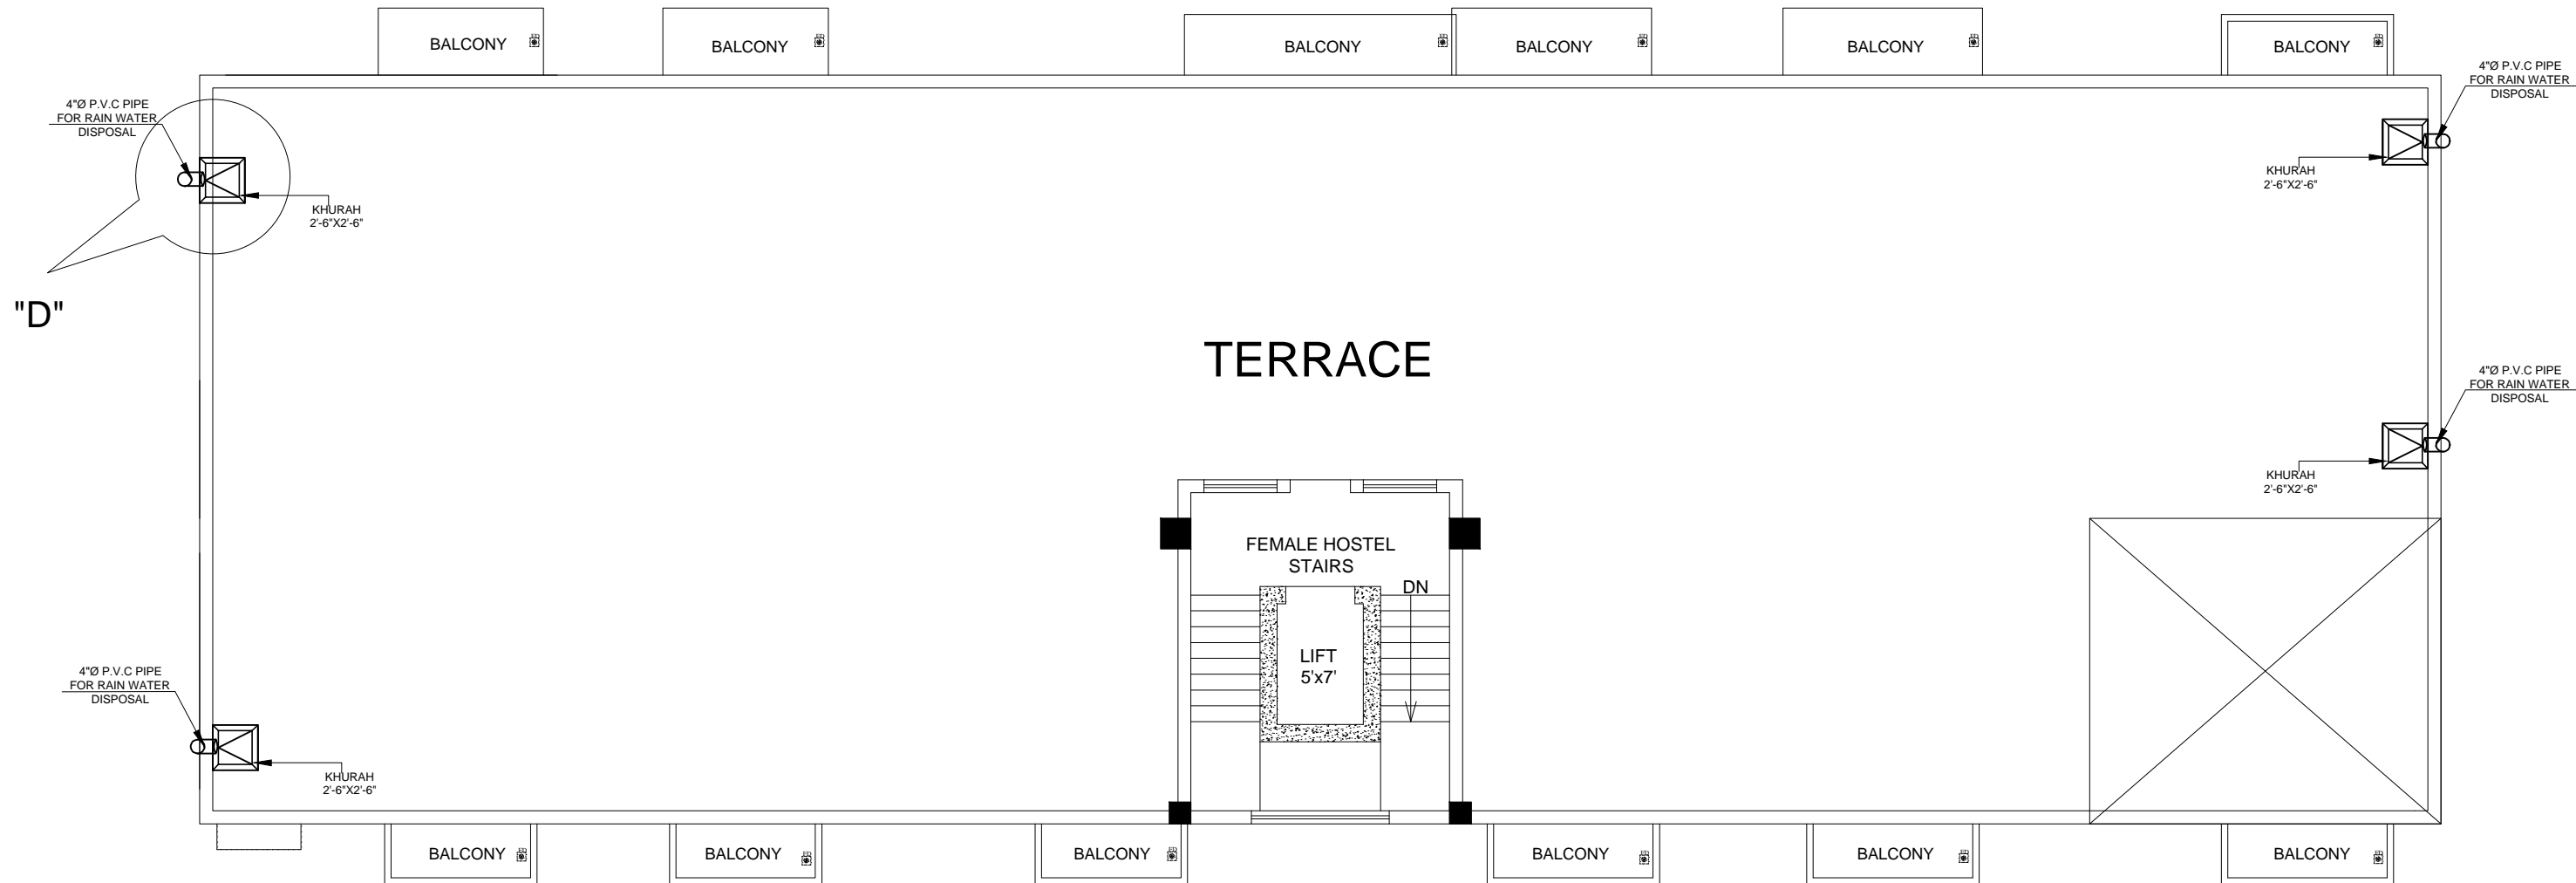 BALCONY
BALCONY
BALCONY
BALCONY
BALCONY
BALCONY
4"Ø P.V.C PIPE
FOR RAIN WATER
DISPOSAL
4"Ø P.V.C PIPE
FOR RAIN WATER
DISPOSAL
KHURAH
2'-6"X2'-6"
KHURAH
2'-6"X2'-6"
"D"
TERRACE
4"Ø P.V.C PIPE
FOR RAIN WATER
DISPOSAL
KHURAH
2'-6"X2'-6"
FEMALE HOSTEL
STAIRS
DN
LIFT
5'x7'
4"Ø P.V.C PIPE
FOR RAIN WATER
DISPOSAL
KHURAH
2'-6"X2'-6"
BALCONY
BALCONY
BALCONY
BALCONY
BALCONY
BALCONY